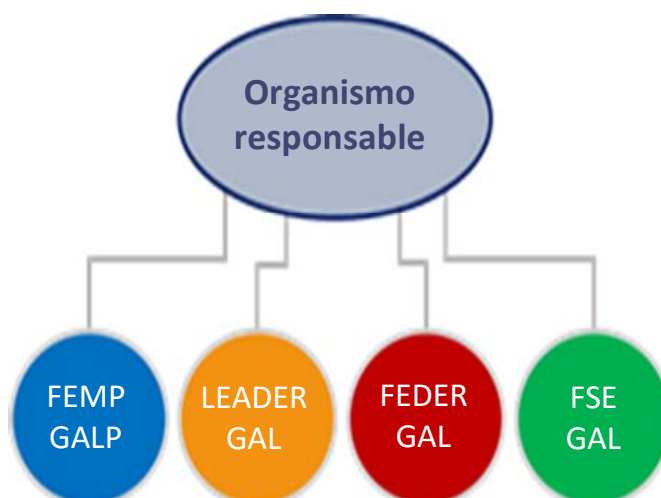 Organismo
responsable
FEMP
GALP
LEADER
GAL
FEDER
GAL
FSE
GAL